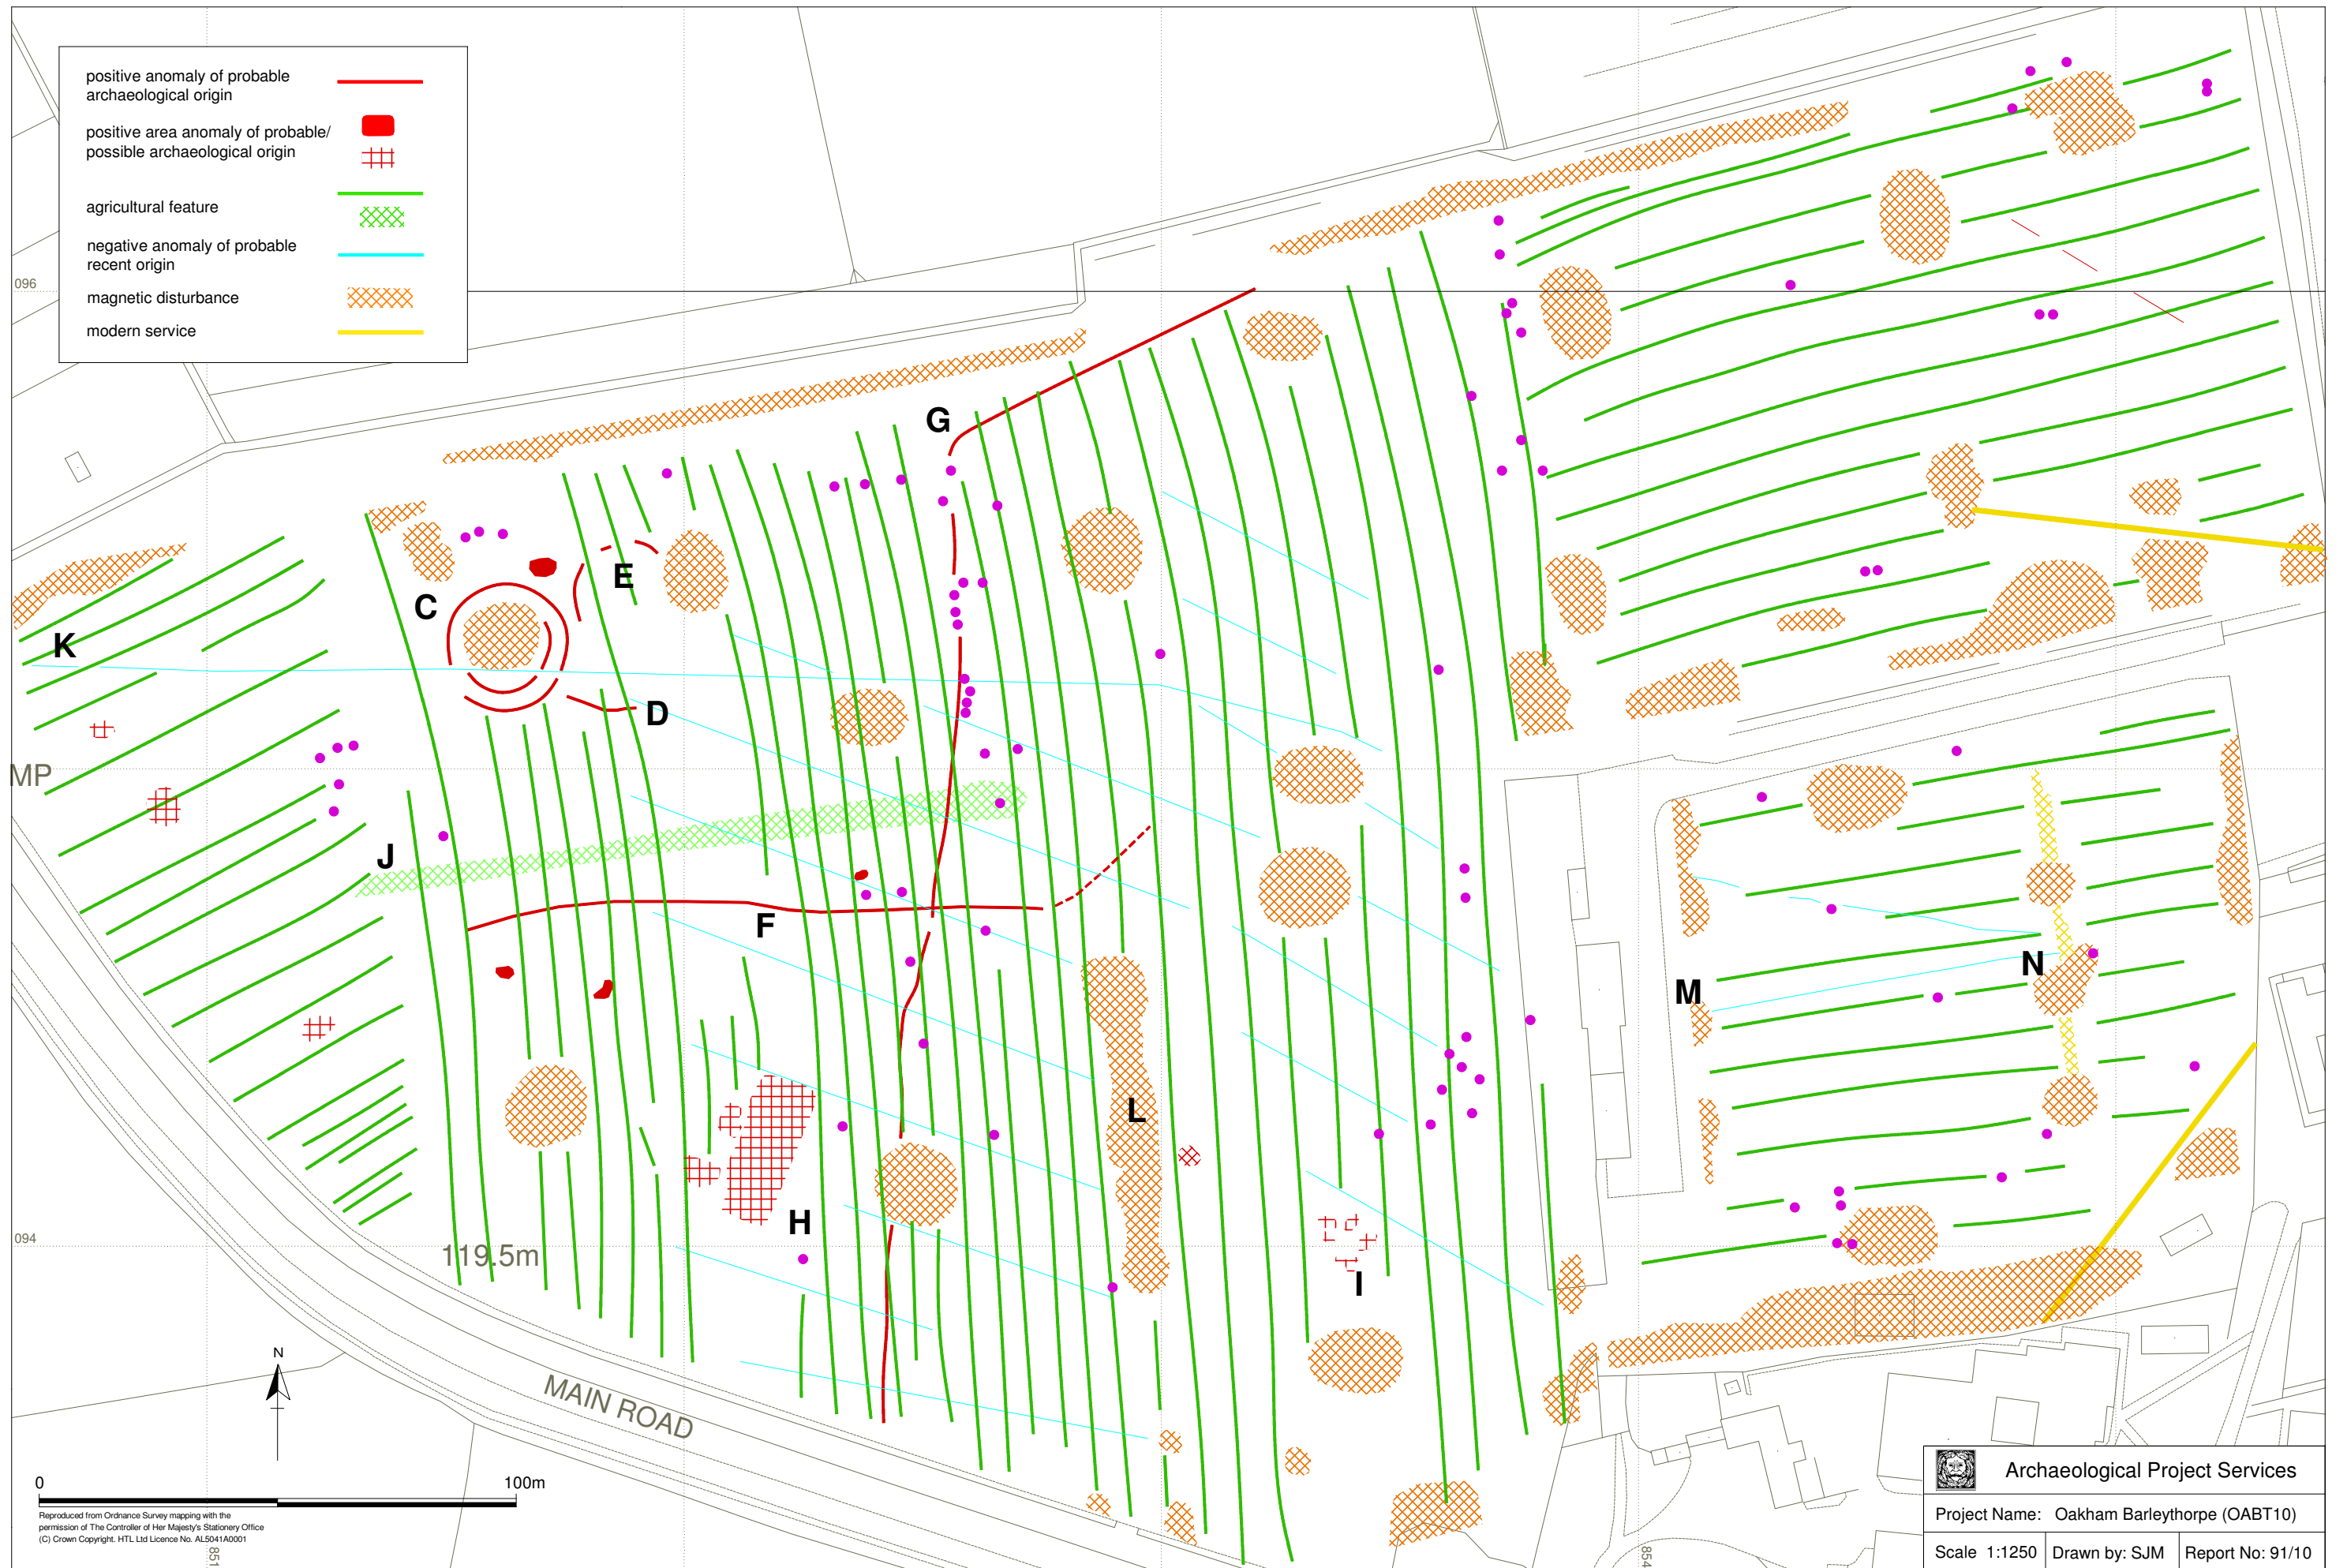 positive anomaly of probable
archaeological origin
positive area anomaly of probable/
possible archaeological origin
agricultural feature
negative anomaly of probable
recent origin
magnetic disturbance
modern service
096
G
E
C
K
D
MP
J
F
N
M
L
H
094
119.5m
I
N
MAIN ROAD
0 100m
Reproduced from Ordnance Survey mapping with the
permission of The Controller of Her Majesty's Stationery Office
(C) Crown Copyright. HTL Ltd Licence No. AL5041A0001
851
854
Archaeological Project Services
Project Name: Oakham Barleythorpe (OABT10)
Scale 1:1250 Drawn by: SJM Report No: 91/10